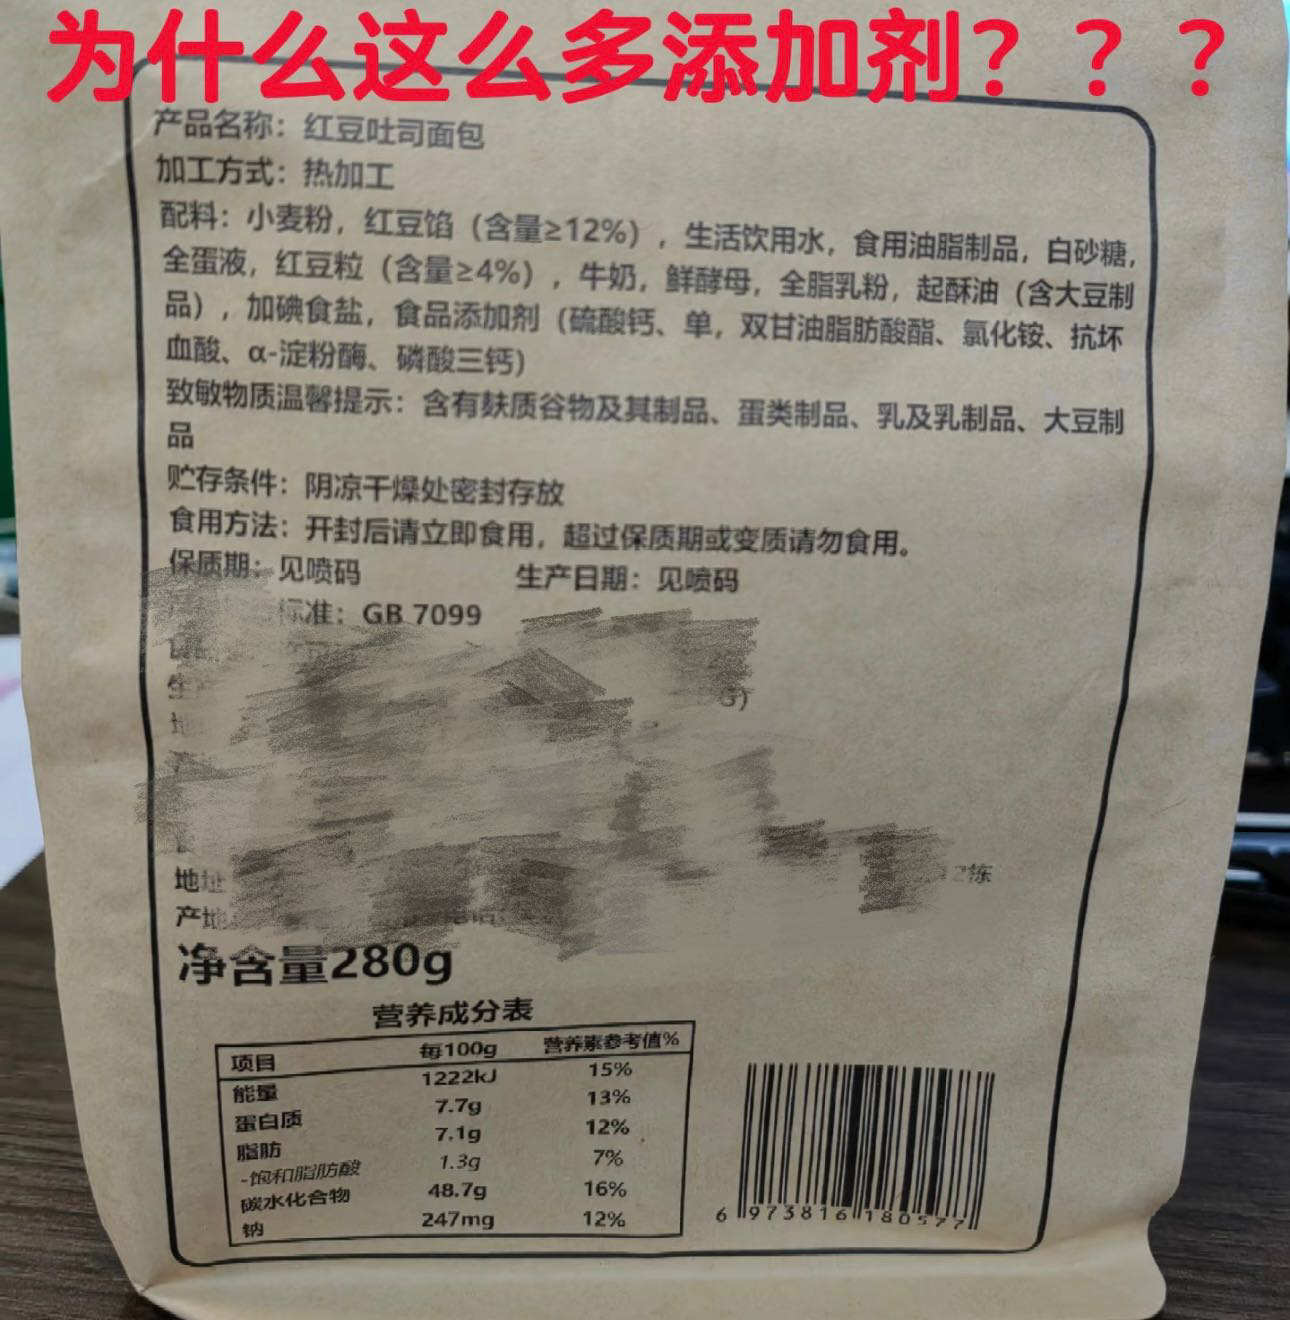 为什么这么多添加剂？？？
产品名称：红豆吐司面包
加工方式：热加工
配料：小麦粉，红豆馅（含量≥12%），生活饮用水，食用油脂制品，白砂糖，
全蛋液，红豆粒（含量≥4%），牛奶，鲜酵母，全脂乳粉，起酥油（含大豆制
品），加碘食盐，食品添加剂（硫酸钙、单，双甘油脂肪酸酯、氯化铵、抗坏
血酸、α-淀粉酶、磷酸三钙）
致敏物质温馨提示：含有麸质谷物及其制品、蛋类制品、乳及乳制品、大豆制
品
贮存条件：阴凉干燥处密封存放
食用方法：开封后请立即食用，超过保质期或变质请勿食用。
保质期：见喷码 生产日期：见喷码
标准：GB 7099
G）
地址 2栋
产地
净含量280g
营养成分表
项目 每100g 营养素参考值%
能量 1222kJ 15%
蛋白质 7.7g 13%
脂肪 7.1g 12%
-饱和脂肪酸 1.3g 7%
碳水化合物 48.7g 16%
钠 247mg 12%
6 973816 180577